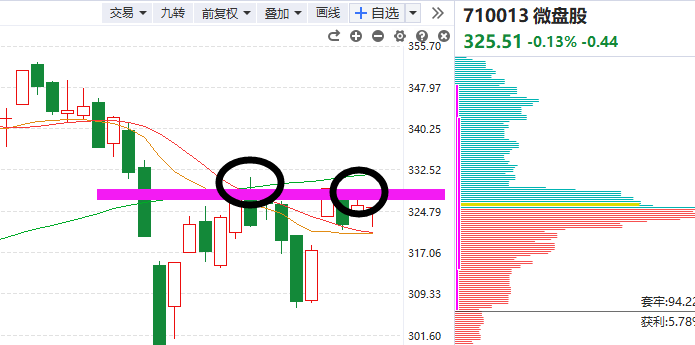 交易 九转 前复权 叠加 画线 +自选
710013 微盘股
325.51 -0.13% -0.44
355.70
347.97
340.25
332.52
324.79
317.06
309.33
301.60
套牢:94.22
获利:5.78%